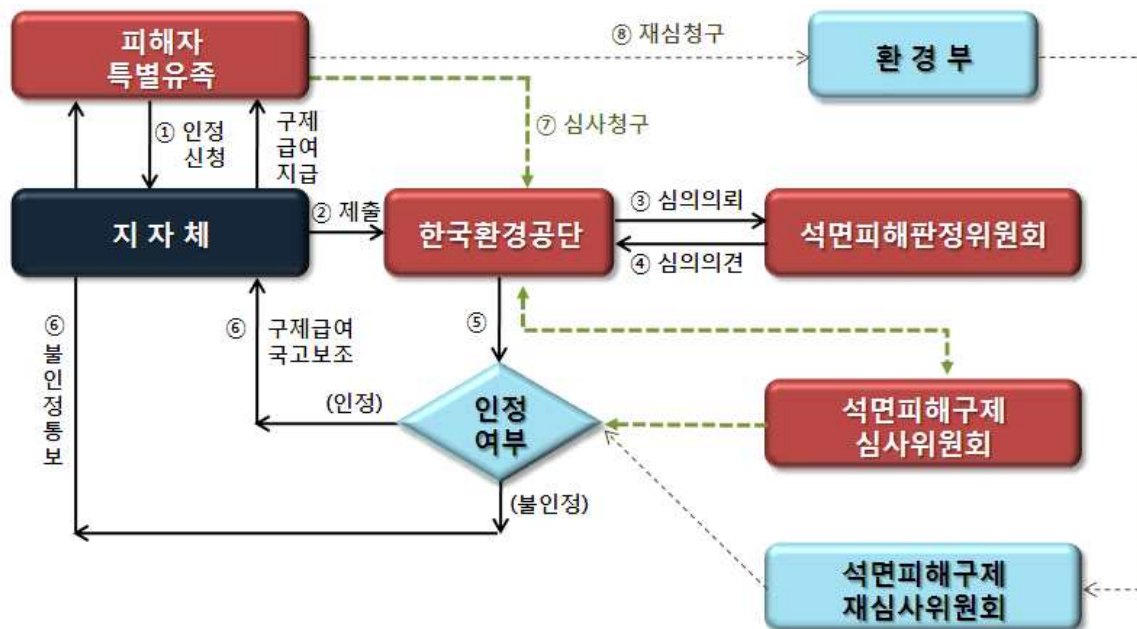 피해자
특별유족
⑧ 재심청구
환 경 부
① 인정
신청
구제
급여
지급
⑦ 심사청구
지 자 체
② 제출
한국환경공단
③ 심의의뢰
④ 심의의견
석면피해판정위원회
⑥
불
인
정
통
보
⑥
구제급여
국고보조
⑤
(인정)
인정
여부
석면피해구제
심사위원회
(불인정)
석면피해구제
재심사위원회